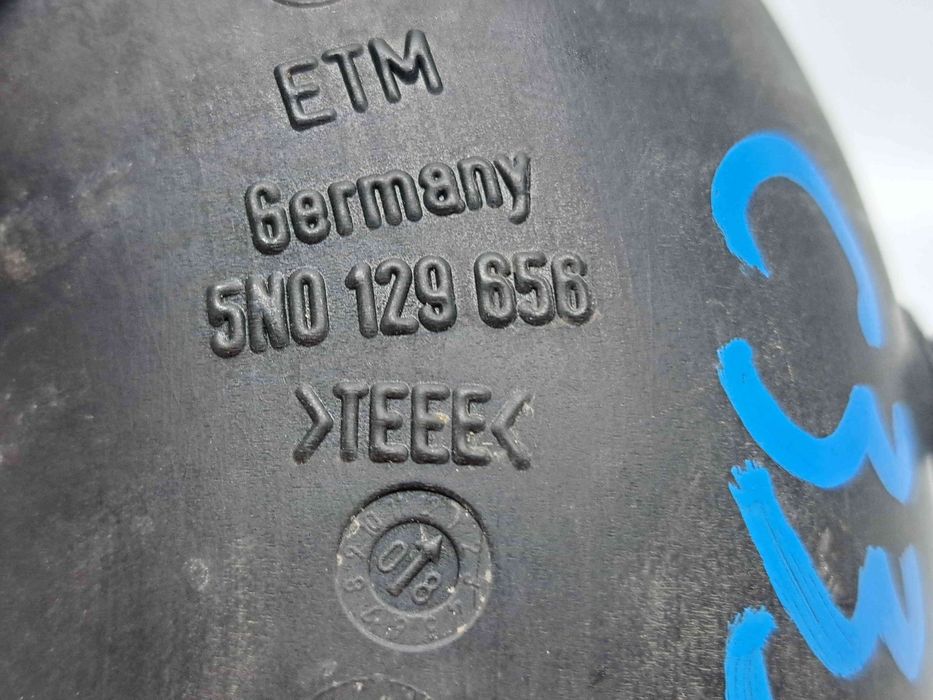 ETM
Germany
5N0 129 656
>TEEE<